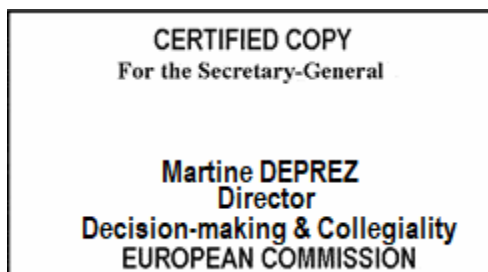 CERTIFIED COPY
For the Secretary-General
Martine DEPREZ
Director
Decision-making & Collegiality
EUROPEAN COMMISSION